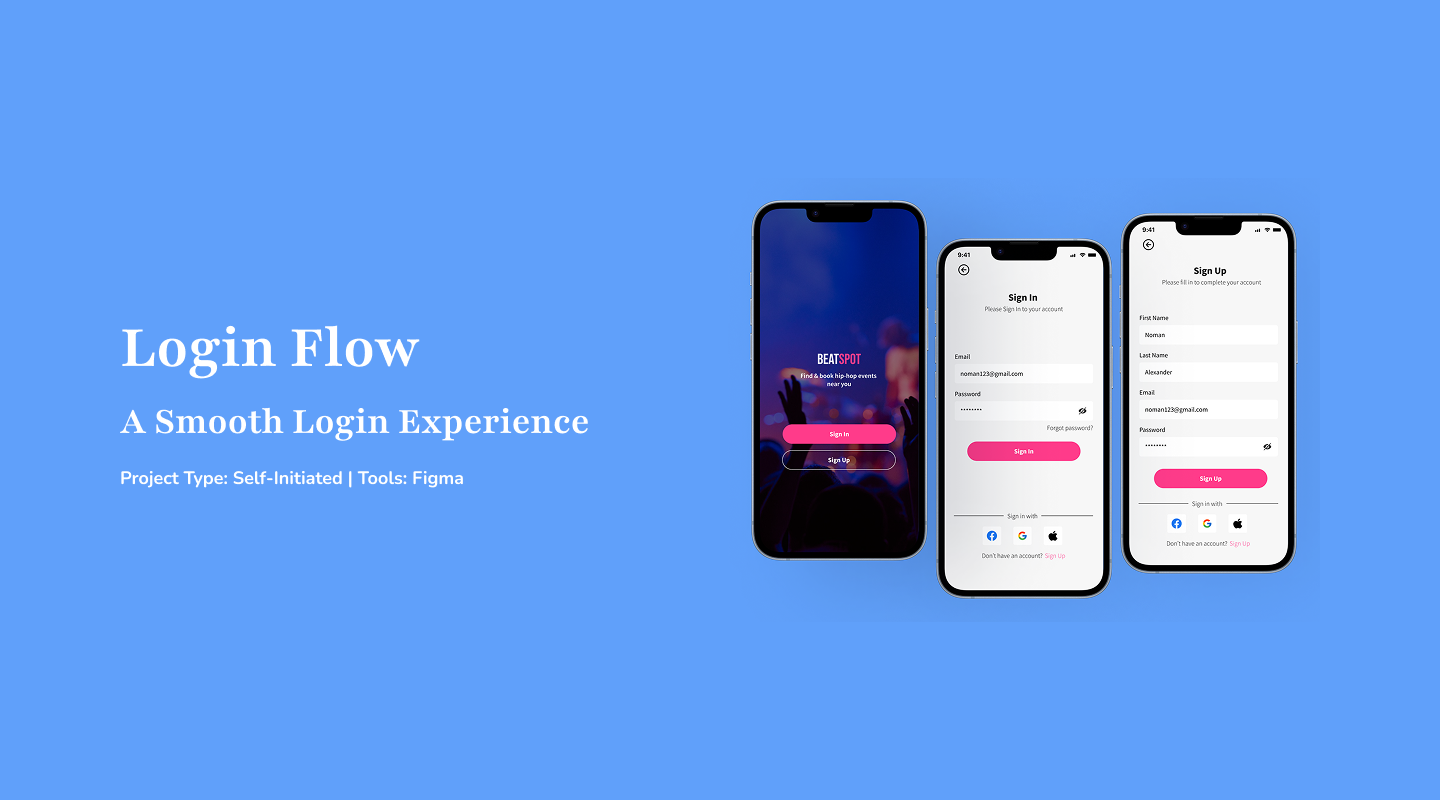 Login Flow
A Smooth Login Experience
Project Type: Self-Initiated | Tools: Figma
BEATSPOT
Find & book hip-hop events
near you
Sign In
Sign Up
9:41
Sign In
Please Sign In to your account
Email
noman123@gmail.com
Password
••••••••
Forgot password?
Sign In
Sign in with
Don't have an account? Sign Up
9:41
Sign Up
Please fill in to complete your account
First Name
Noman
Last Name
Alexander
Email
noman123@gmail.com
Password
••••••••
Sign Up
Sign in with
Don't have an account? Sign Up